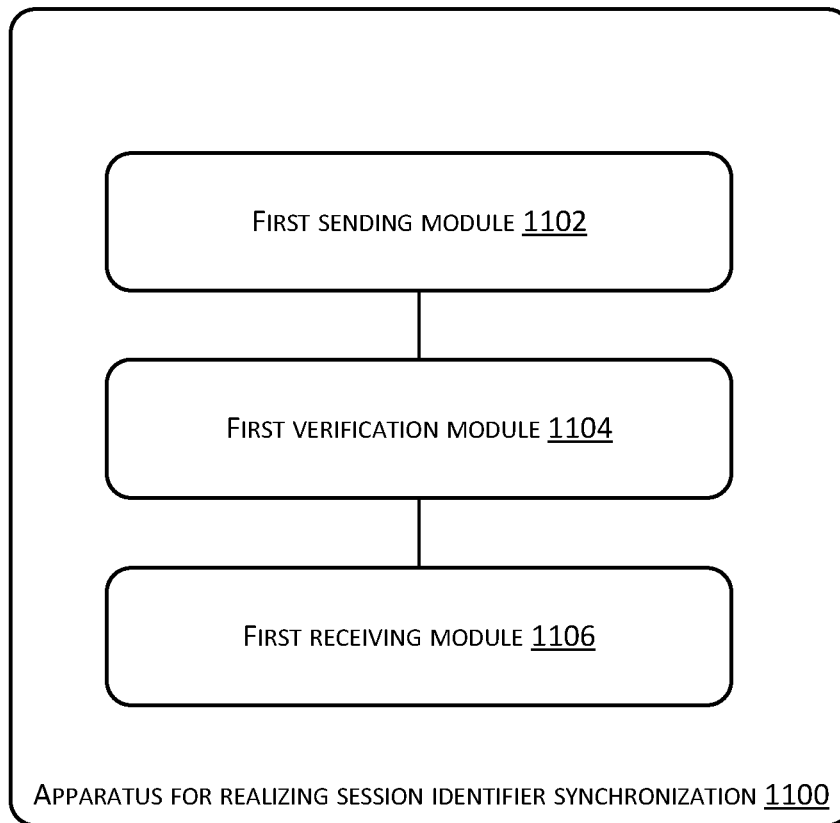 FIRST SENDING MODULE 1102
FIRST VERIFICATION MODULE 1104
FIRST RECEIVING MODULE 1106
APPARATUS FOR REALIZING SESSION IDENTIFIER SYNCHRONIZATION 1100